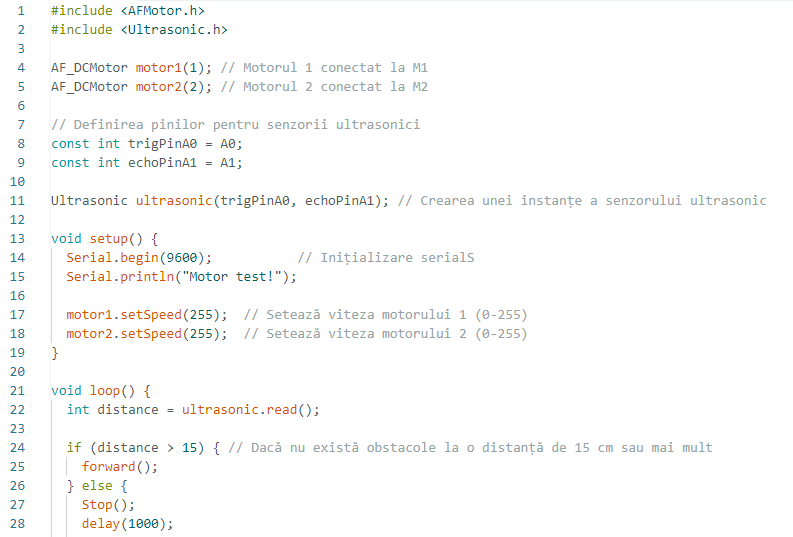 1 #include <AFMotor.h>
2 #include <Ultrasonic.h>
3
4 AF_DCMotor motor1(1); // Motorul 1 conectat la M1
5 AF_DCMotor motor2(2); // Motorul 2 conectat la M2
6
7 // Definirea pinilor pentru senzorii ultrasonici
8 const int trigPinA0 = A0;
9 const int echoPinA1 = A1;
10
11 Ultrasonic ultrasonic(trigPinA0, echoPinA1); // Crearea unei instanțe a senzorului ultrasonic
12
13 void setup() {
14   Serial.begin(9600);           // Inițializare serialS
15   Serial.println("Motor test!");
16
17   motor1.setSpeed(255);  // Setează viteza motorului 1 (0-255)
18   motor2.setSpeed(255);  // Setează viteza motorului 2 (0-255)
19 }
20
21 void loop() {
22   int distance = ultrasonic.read();
23
24   if (distance > 15) { // Dacă nu există obstacole la o distanță de 15 cm sau mai mult
25     forward();
26   } else {
27     Stop();
28     delay(1000);